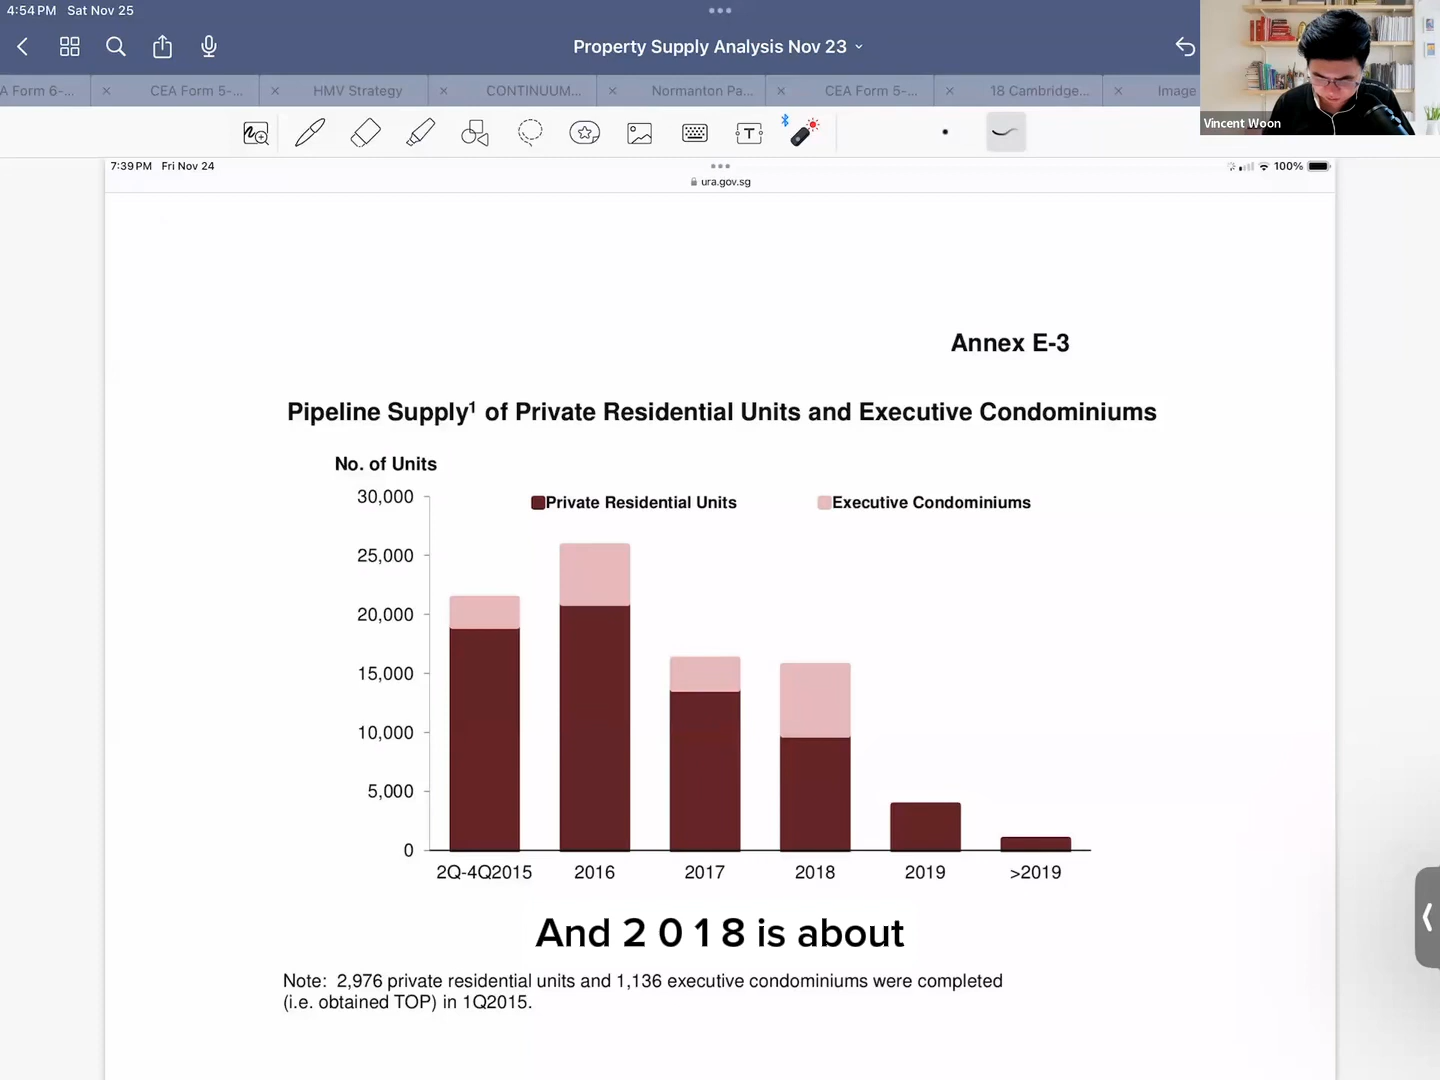 4:54 PM Sat Nov 25
Property Supply Analysis Nov 23
A Form 6-...
CEA Form 5-...
HMV Strategy
CONTINUUM...
Normanton Pa...
CEA Form 5-...
18 Cambridge...
Image
Vincent Woon
7:39 PM Fri Nov 24
ura.gov.sg
100%
Annex E-3
Pipeline Supply¹ of Private Residential Units and Executive Condominiums
No. of Units
Private Residential Units
Executive Condominiums
30,000
25,000
20,000
15,000
10,000
5,000
0
2Q-4Q2015 2016 2017 2018 2019 >2019
And 2 0 1 8 is about
Note: 2,976 private residential units and 1,136 executive condominiums were completed
(i.e. obtained TOP) in 1Q2015.